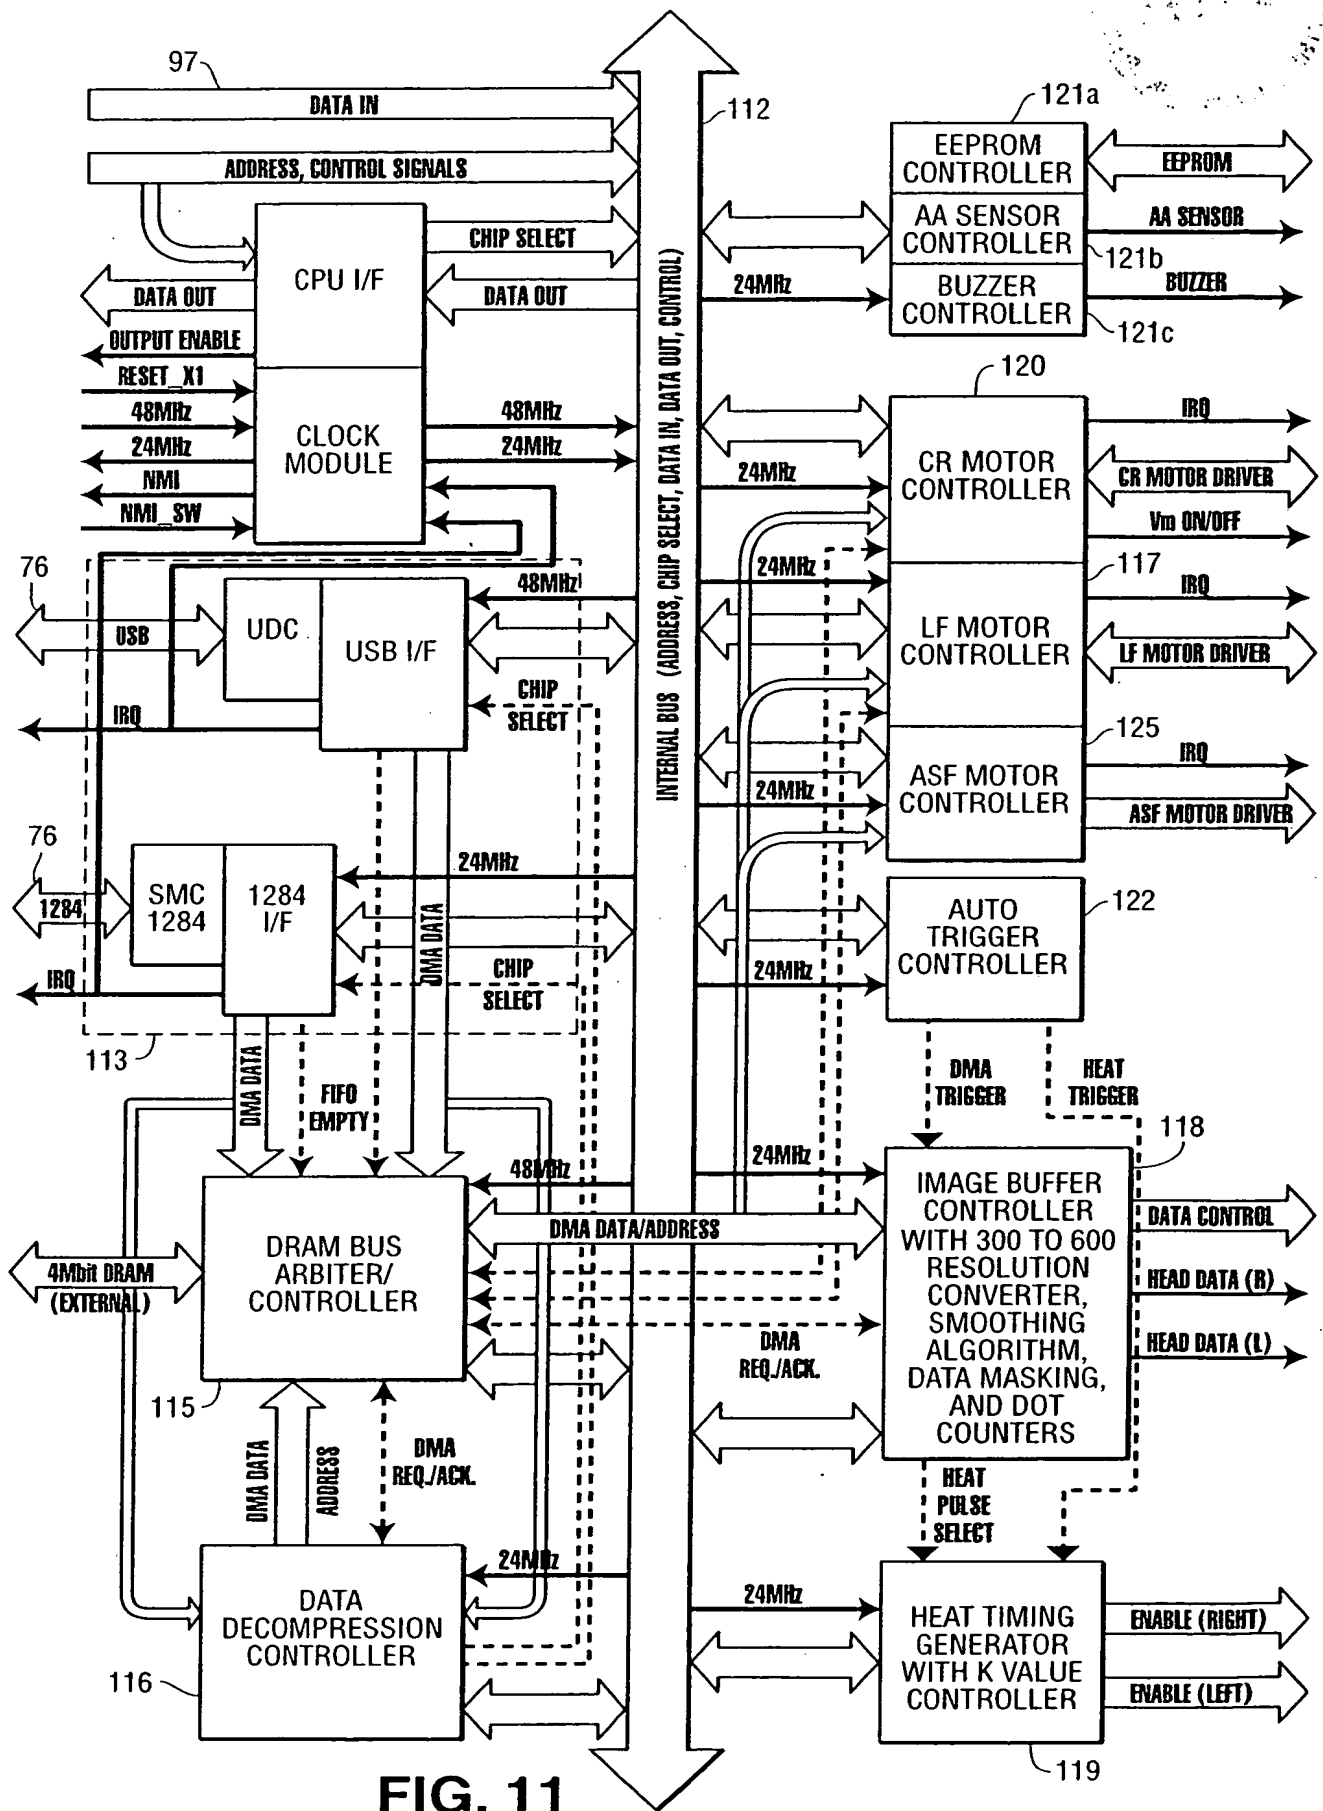 97
DATA IN
ADDRESS, CONTROL SIGNALS
CPU I/F
CHIP SELECT
DATA OUT
DATA OUT
OUTPUT ENABLE
RESET_X1
48MHz
24MHz
NMI
NMI_SW
CLOCK
MODULE
48MHz
24MHz
76
USB
UDC
USB I/F
48MHz
CHIP
SELECT
IRQ
76
1284
SMC
1284
1284
I/F
24MHz
CHIP
SELECT
IRQ
113
DMA DATA
DMA DATA
FIFO
EMPTY
48MHz
DRAM BUS
ARBITER/
CONTROLLER
4Mbit DRAM
(EXTERNAL)
115
DMA DATA
ADDRESS
DMA
REQ./ACK.
24MHz
DATA
DECOMPRESSION
CONTROLLER
116
INTERNAL BUS (ADDRESS, CHIP SELECT, DATA IN, DATA OUT, CONTROL)
112
121a
EEPROM
CONTROLLER
EEPROM
AA SENSOR
CONTROLLER
AA SENSOR
121b
24MHz
BUZZER
CONTROLLER
BUZZER
121c
120
CR MOTOR
CONTROLLER
24MHz
IRQ
CR MOTOR DRIVER
Vm ON/OFF
117
24MHz
LF MOTOR
CONTROLLER
IRQ
LF MOTOR DRIVER
125
ASF MOTOR
CONTROLLER
24MHz
IRQ
ASF MOTOR DRIVER
AUTO
TRIGGER
CONTROLLER
122
24MHz
DMA
TRIGGER
HEAT
TRIGGER
118
24MHz
DMA DATA/ADDRESS
IMAGE BUFFER
CONTROLLER
WITH 300 TO 600
RESOLUTION
CONVERTER,
SMOOTHING
ALGORITHM,
DATA MASKING,
AND DOT
COUNTERS
DATA CONTROL
HEAD DATA (R)
HEAD DATA (L)
DMA
REQ./ACK.
HEAT
PULSE
SELECT
24MHz
HEAT TIMING
GENERATOR
WITH K VALUE
CONTROLLER
ENABLE (RIGHT)
ENABLE (LEFT)
119
FIG. 11